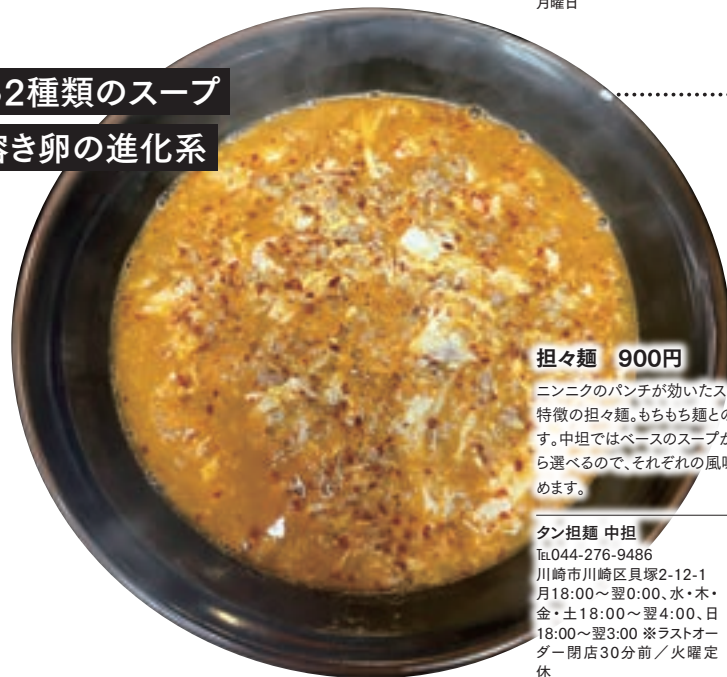 月曜日
2種類のスープ
溶き卵の進化系
担々麺　900円
ニンニクのパンチが効いたス
特徴の担々麺。もちもち麺との
す。中坦ではベースのスープが
ら選べるので、それぞれの風味
めます。
タン担麺 中担
℡044-276-9486
川崎市川崎区貝塚2-12-1
月18:00～翌0:00、水・木・
金・土18:00～翌4:00、日
18:00～翌3:00 ※ラストオー
ダー閉店30分前／火曜定
休